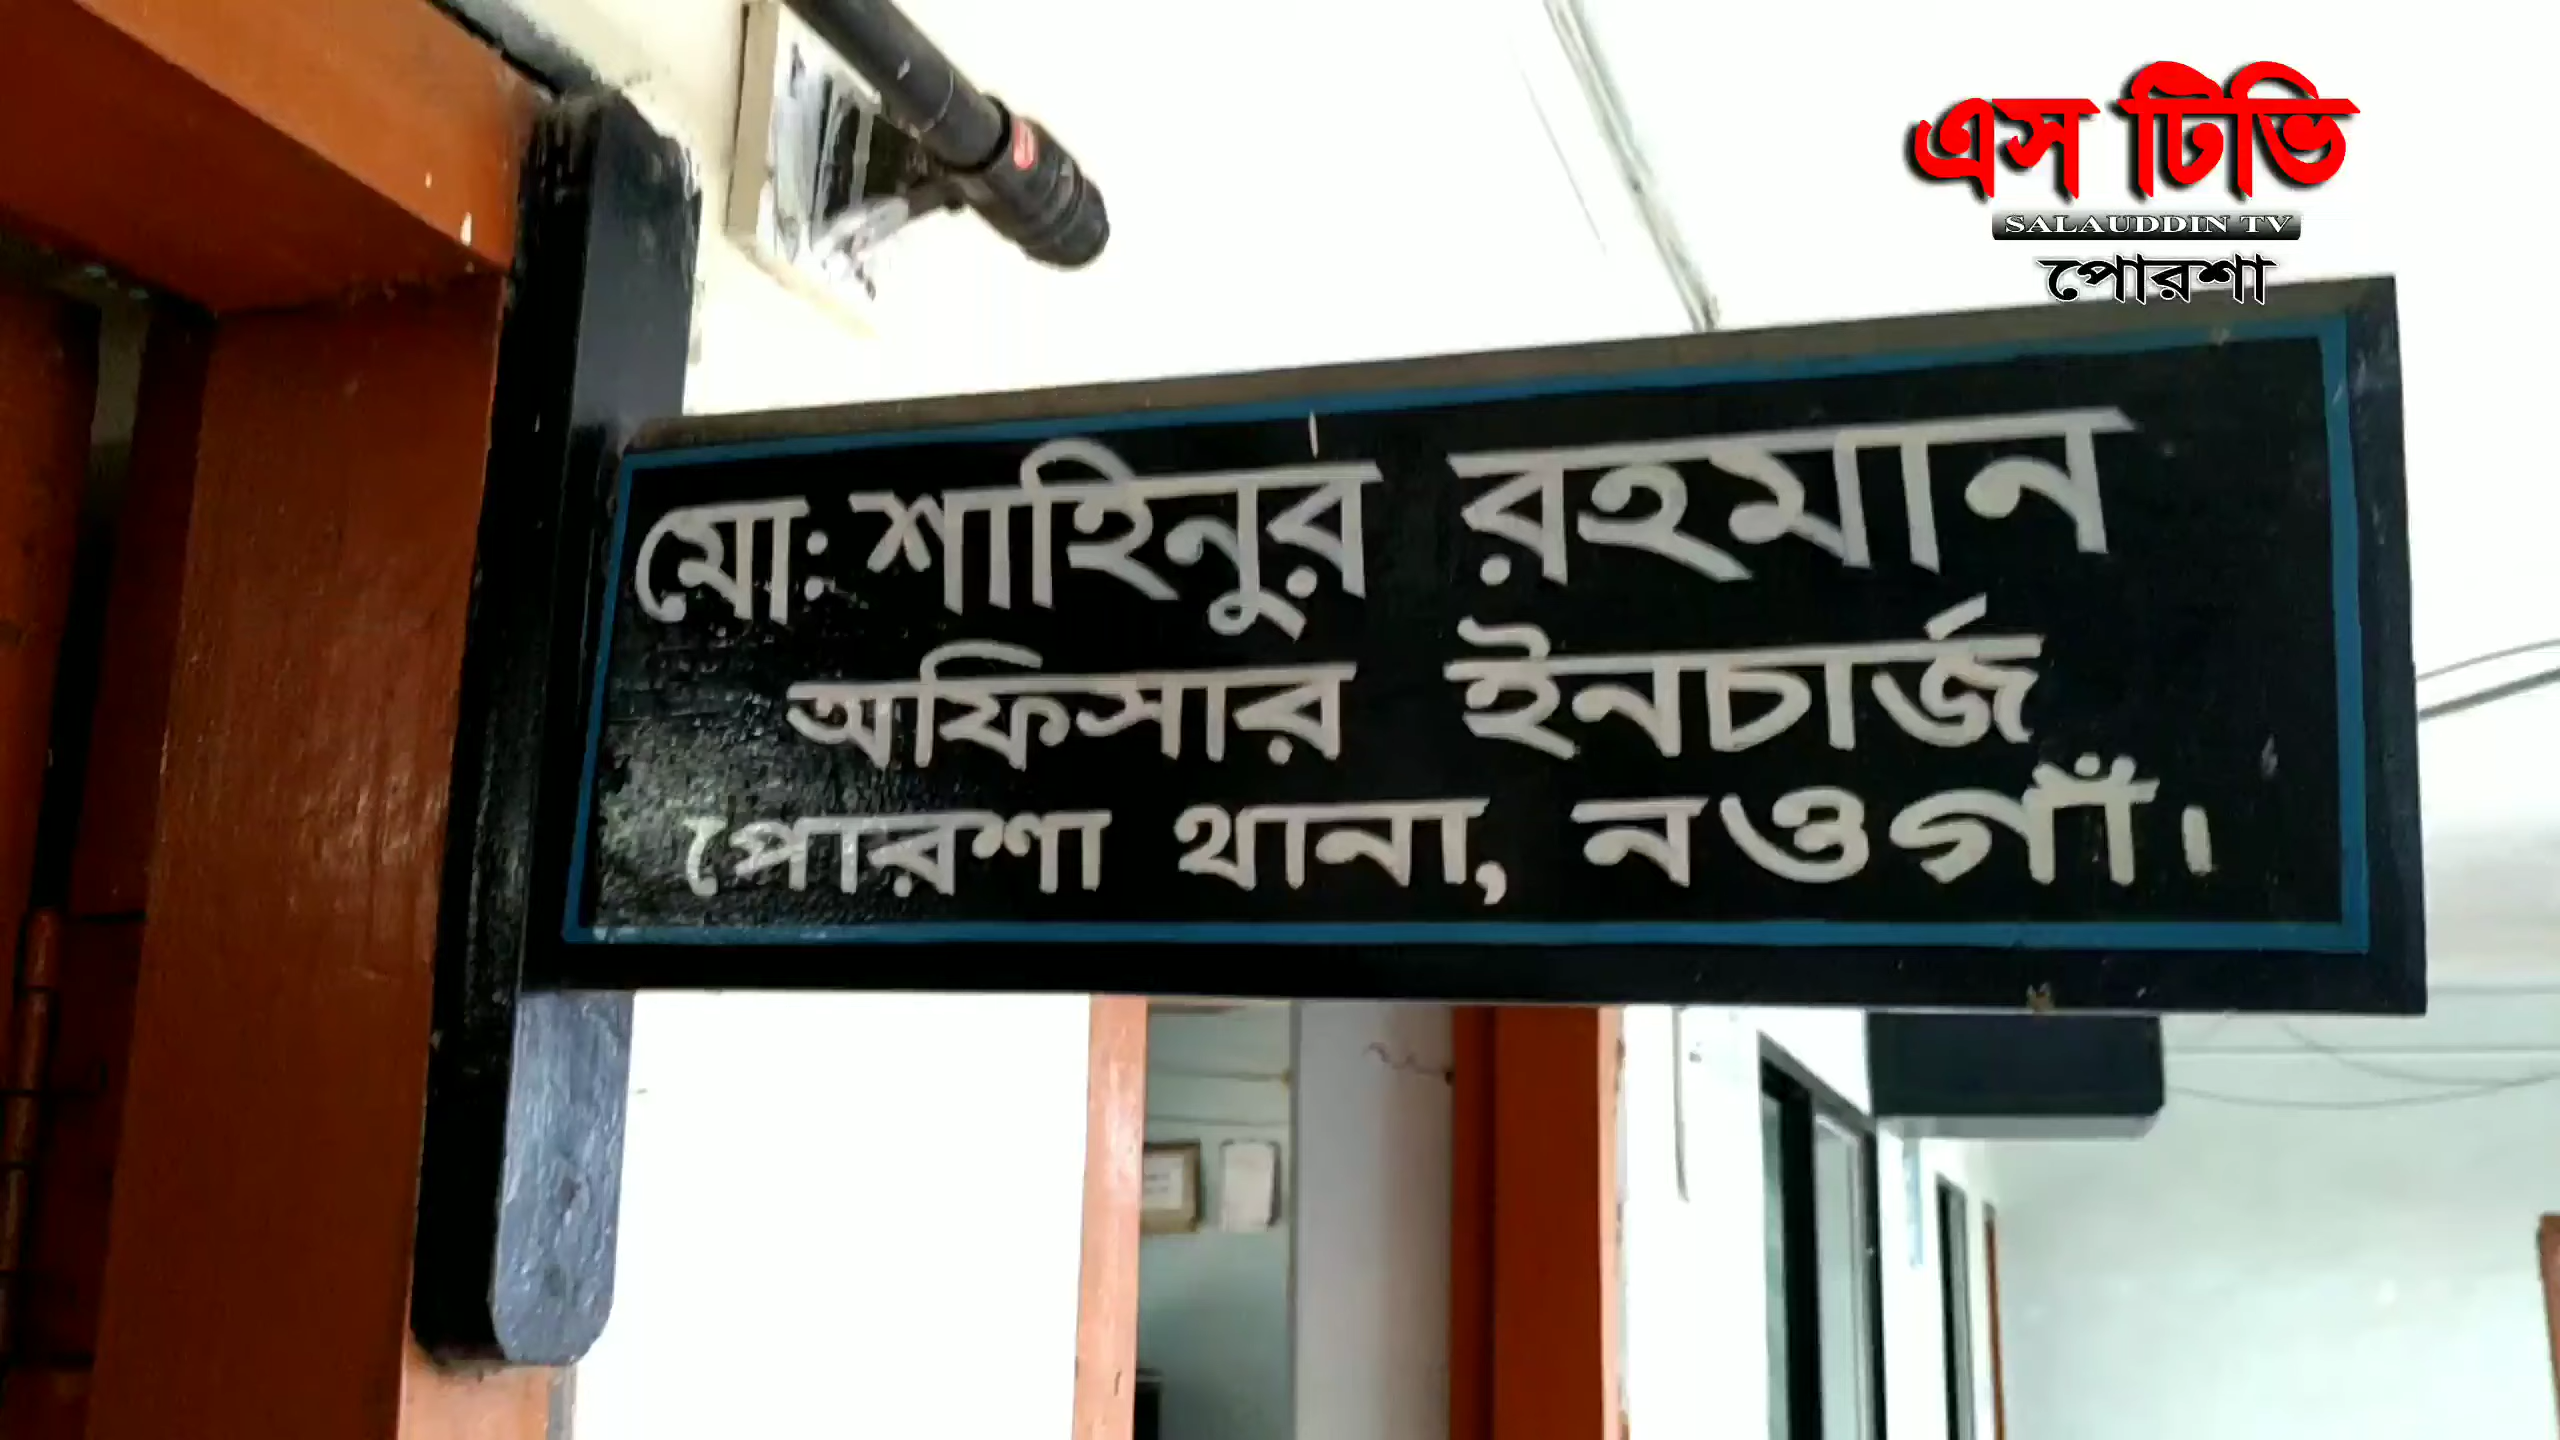 এস টিভি
SALAUDDIN TV
পোরশা
মো: শাহিনুর রহমান
অফিসার ইনচার্জ
পোরশা থানা, নওগাঁ।